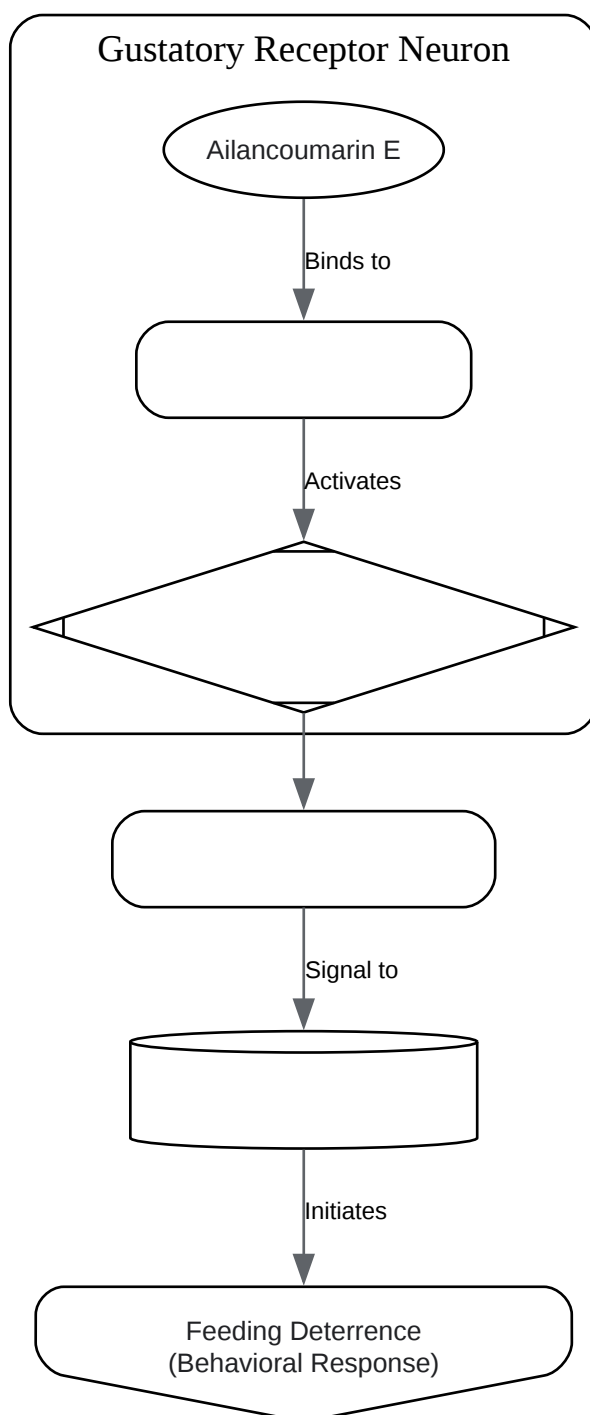 Gustatory Receptor Neuron
Ailancoumarin E
Binds to
Activates
Signal to
Initiates
Feeding Deterrence
(Behavioral Response)